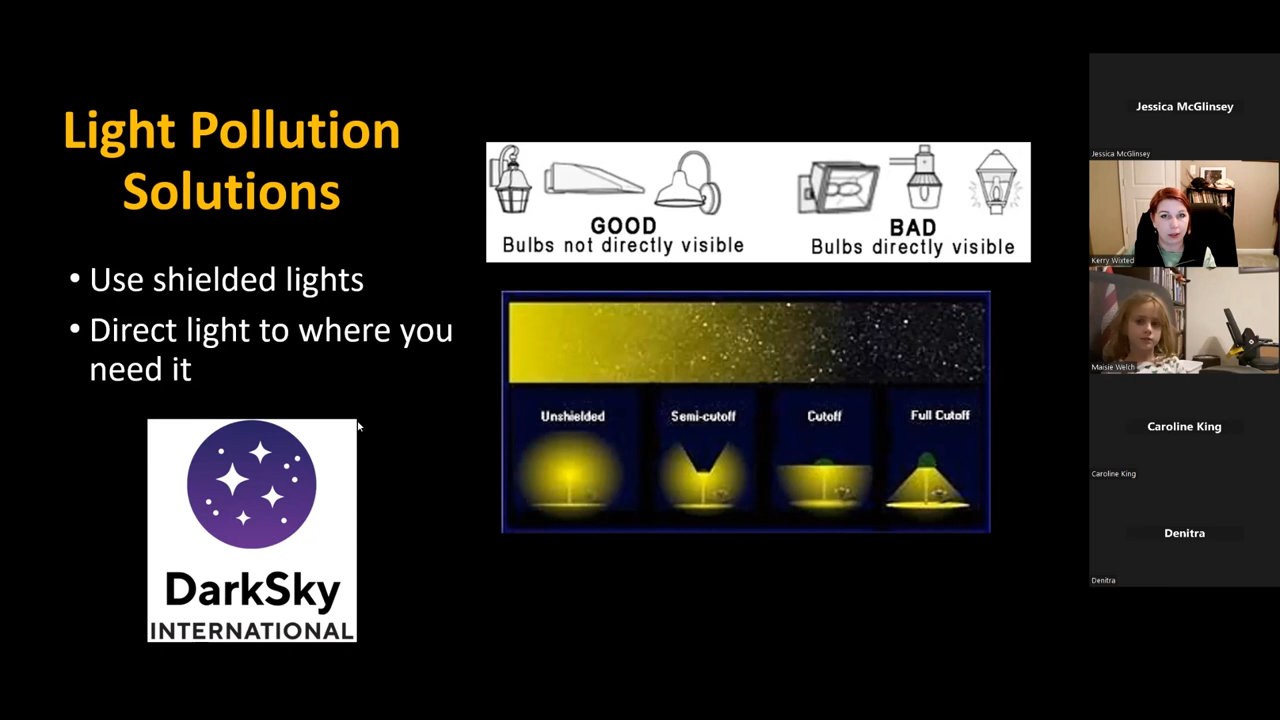 Light Pollution
Solutions
• Use shielded lights
• Direct light to where you
need it
DarkSky
INTERNATIONAL
GOOD
Bulbs not directly visible
BAD
Bulbs directly visible
Unshielded
Semi-cutoff
Cutoff
Full Cutoff
Jessica McGlinsey
Jessica McGlinsey
Kerry Wixted
Maisie Welch
Caroline King
Caroline King
Denitra
Denitra